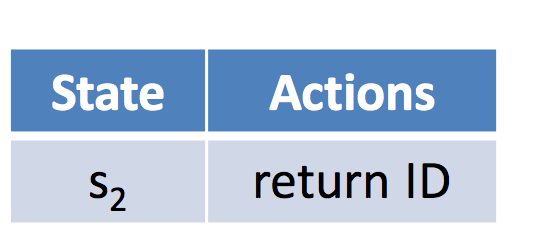 State Actions
s₂ return ID